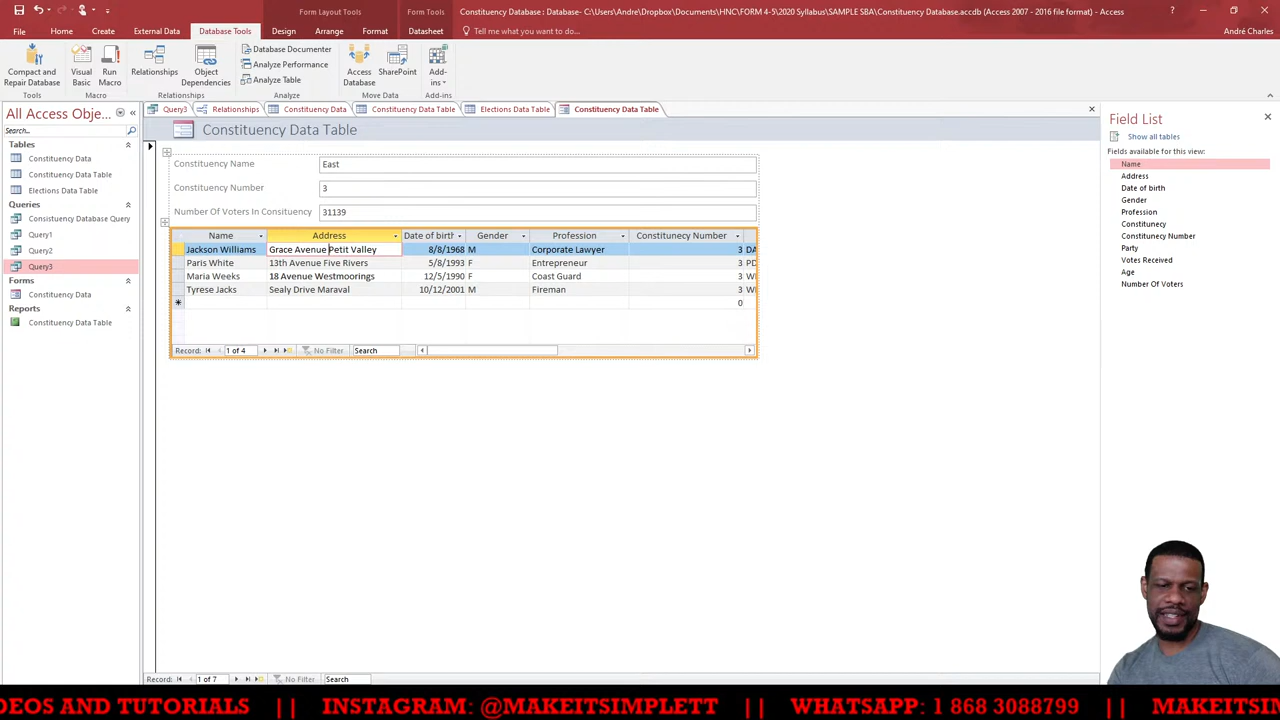 Form Layout Tools
Form Tools
Constituency Database : Database- C:\Users\Andre\Dropbox\Documents\HNC\FORM 4-5\2020 Syllabus\SAMPLE SBA\Constituency Database.accdb (Access 2007 - 2016 file format) - Access
File Home Create External Data Database Tools Design Arrange Format Datasheet Tell me what you want to do... André Charles
Compact and Repair Database
Visual Basic
Run Macro
Relationships
Object Dependencies
Database Documenter
Analyze Performance
Analyze Table
Access Database
SharePoint
Add-ins
Tools Macro Relationships Analyze Move Data Add-ins
All Access Obje...
Search...
Tables
Constituency Data
Constituency Data Table
Elections Data Table
Queries
Consistuency Database Query
Query1
Query2
Query3
Forms
Constituency Data Table
Reports
Constituency Data Table
Query3 Relationships Constituency Data Constituency Data Table Elections Data Table Constituency Data Table
Constituency Data Table
Constituency Name East
Constituency Number 3
Number Of Voters In Consituency 31139
Name Address Date of birth Gender Profession Constitunecy Number
Jackson Williams Grace Avenue Petit Valley 8/8/1968 M Corporate Lawyer 3 DA
Paris White 13th Avenue Five Rivers 5/8/1993 F Entrepreneur 3 PD
Maria Weeks 18 Avenue Westmoorings 12/5/1990 F Coast Guard 3
Tyrese Jacks Sealy Drive Maraval 10/12/2001 M Fireman 3
0
Record: 1 of 4 No Filter Search
Record: 1 of 7 No Filter Search
Field List
Show all tables
Fields available for this view:
Name
Address
Date of birth
Gender
Profession
Constituency
Constituency Number
Party
Votes Received
Age
Number Of Voters
DEOS AND TUTORIALS || INSTAGRAM: @MAKEITSIMPLETT || WHATSAPP: 1 868 3088799 || MAKEITSIM